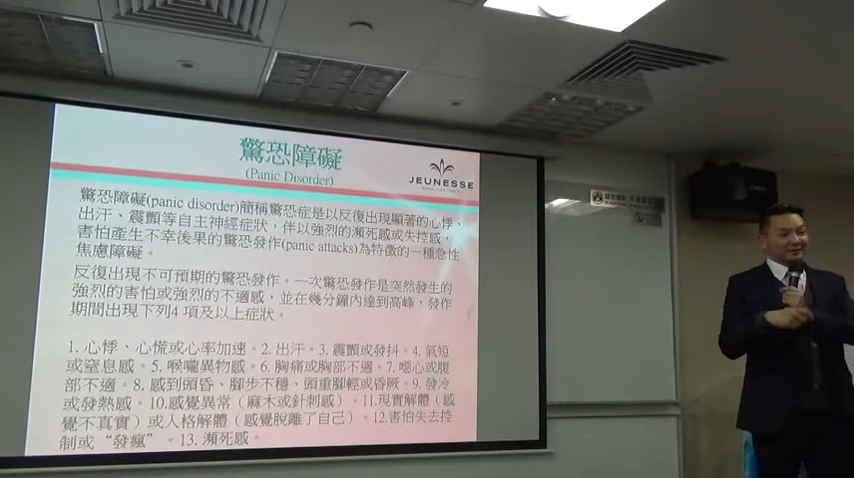 驚恐障礙
(Panic Disorder)
JEUNESSE
驚恐障礙(panic disorder)簡稱驚恐症是以反復出現顯著的心悸、
出汗、震顫等自主神經症狀，伴以強烈的瀕死感或失控感，
害怕產生不幸後果的驚恐發作(panic attacks)為特徵的一種急性
焦慮障礙。
反復出現不可預期的驚恐發作。一次驚恐發作是突然發生的
強烈的害怕或強烈的不適感，並在幾分鐘內達到高峰，發作
期間出現下列4 項及以上症狀。
1. 心悸、心慌或心率加速。2. 出汗。3. 震顫或發抖。4. 氣短
或窒息感。5. 喉嚨異物感。6. 胸痛或胸部不適。7. 噁心或腹
部不適。8. 感到頭昏、腳步不穩、頭重腳輕或昏厥。9. 發冷
或發熱感。10. 感覺異常（麻木或針刺感）。11. 現實解體（感
覺不真實）或人格解體（感覺脫離了自己）。12. 害怕失去控
制或“發瘋”。13. 瀕死感。